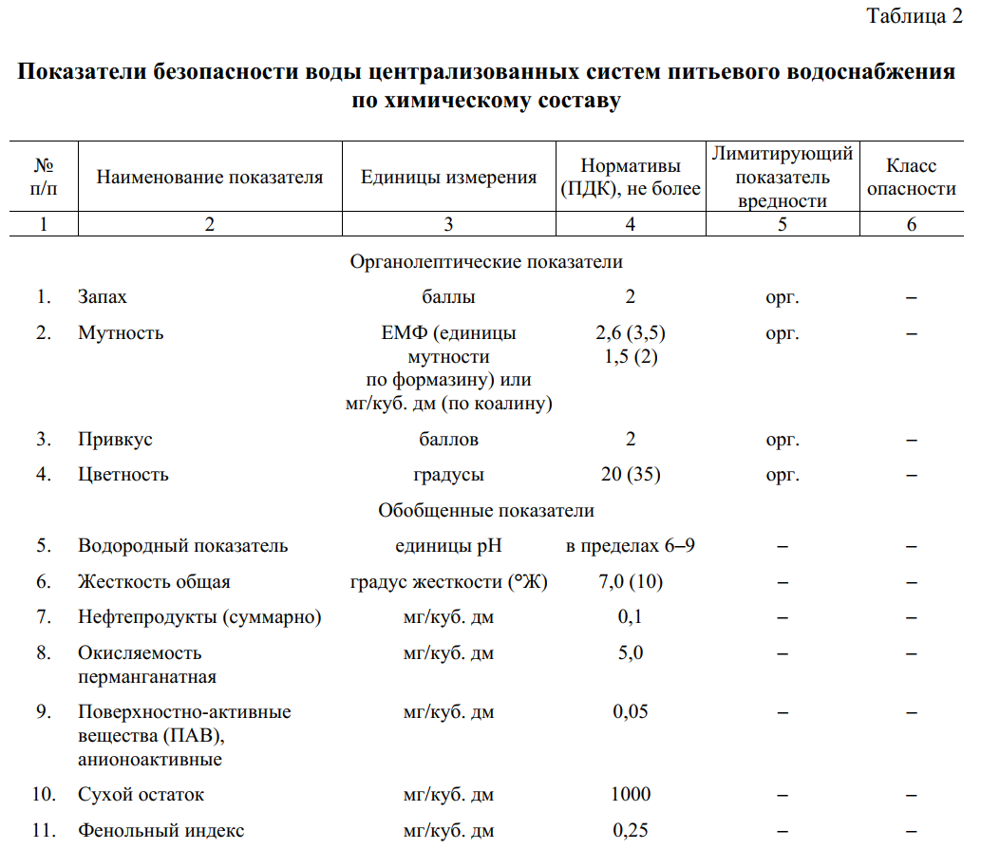 Таблица 2
Показатели безопасности воды централизованных систем питьевого водоснабжения
по химическому составу
№ п/п | Наименование показателя | Единицы измерения | Нормативы (ПДК), не более | Лимитирующий показатель вредности | Класс опасности
1 | 2 | 3 | 4 | 5 | 6
Органолептические показатели
1. Запах баллы 2 орг. –
2. Мутность ЕМФ (единицы 2,6 (3,5) орг. –
мутности 1,5 (2)
по формазину) или
мг/куб. дм (по коалину)
3. Привкус баллов 2 орг. –
4. Цветность градусы 20 (35) орг. –
Обобщенные показатели
5. Водородный показатель единицы pH в пределах 6–9 – –
6. Жесткость общая градус жесткости (°Ж) 7,0 (10) – –
7. Нефтепродукты (суммарно) мг/куб. дм 0,1 – –
8. Окисляемость мг/куб. дм 5,0 – –
перманганатная
9. Поверхностно-активные мг/куб. дм 0,05 – –
вещества (ПАВ),
анионоактивные
10. Сухой остаток мг/куб. дм 1000 – –
11. Фенольный индекс мг/куб. дм 0,25 – –